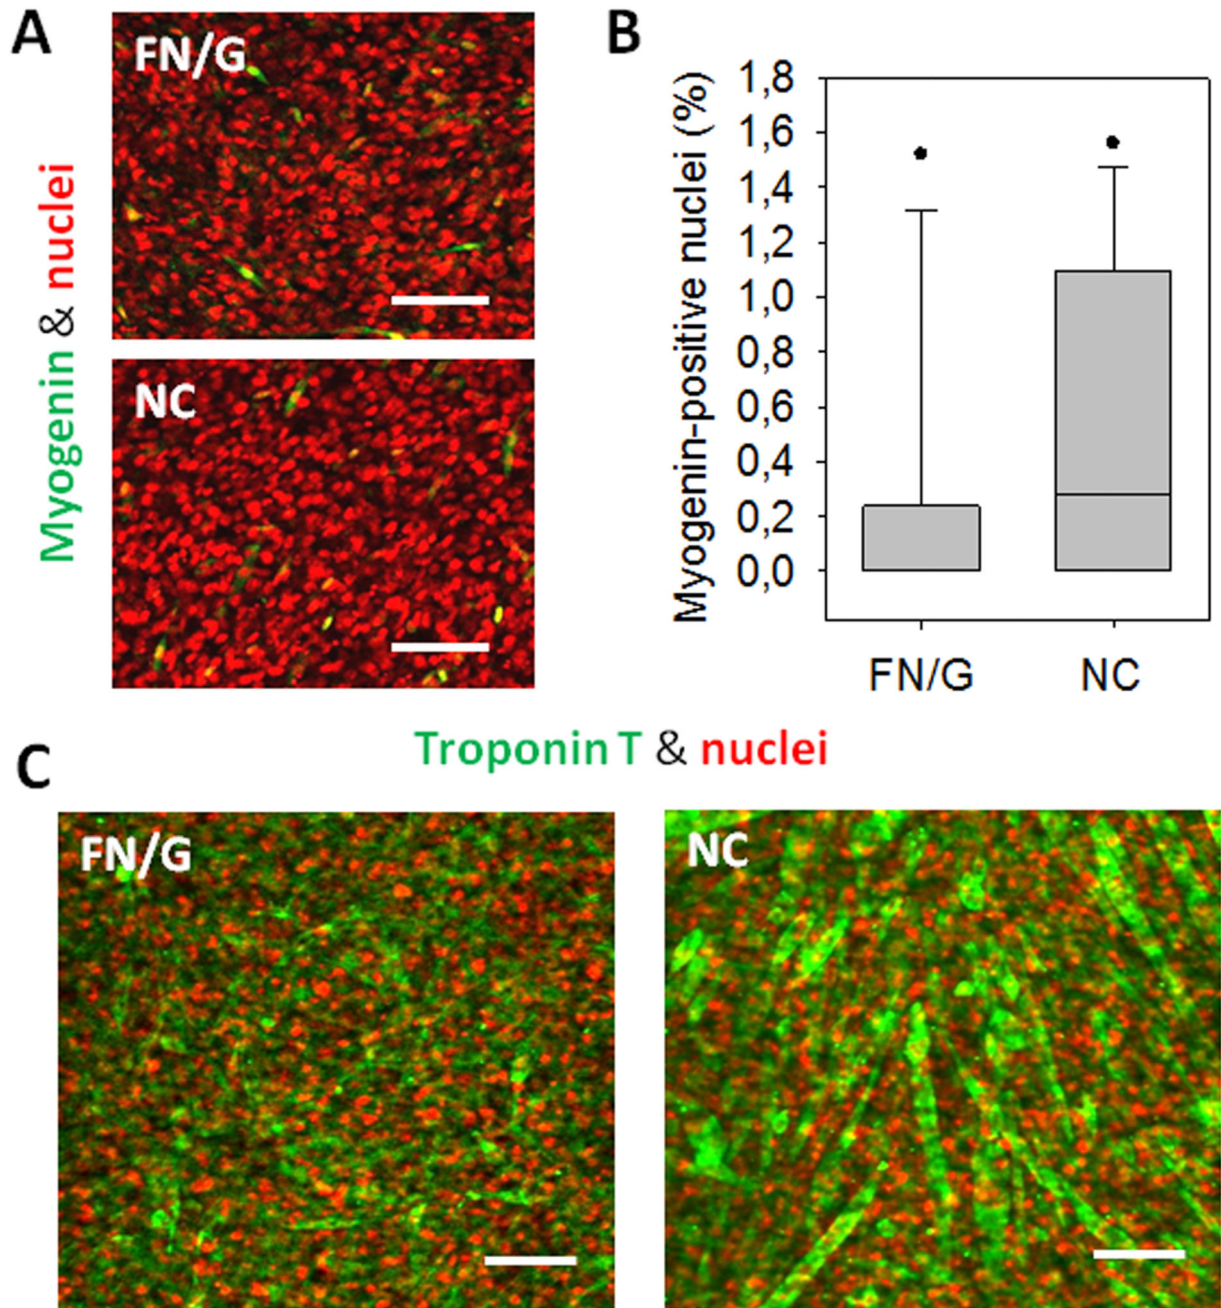 A
FN/G
NC
Myogenin & nuclei
B
Myogenin-positive nuclei (%)
1,8
1,6
1,4
1,2
1,0
0,8
0,6
0,4
0,2
0,0
FN/G NC
C
Troponin T & nuclei
FN/G
NC